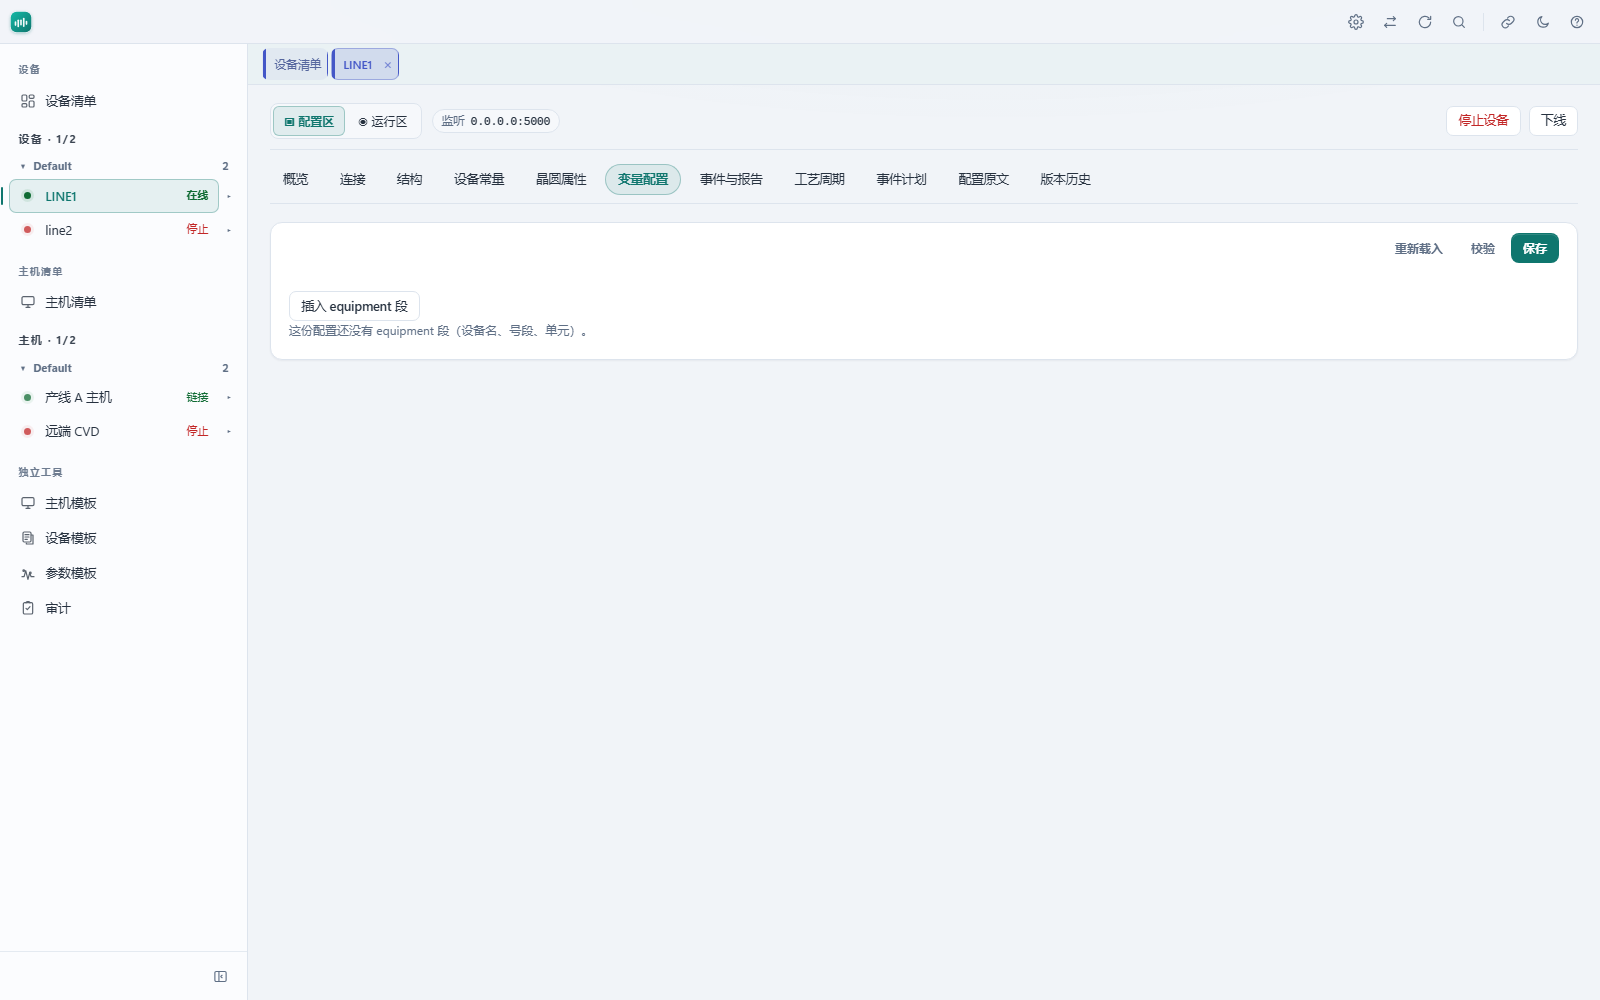 设备
设备清单
设备 · 1/2
Default 2
LINE1 在线
line2 停止
主机清单
主机清单
主机 · 1/2
Default 2
产线 A 主机 链接
远端 CVD 停止
独立工具
主机模板
设备模板
参数模板
审计
设备清单 LINE1 ×
配置区 运行区 监听 0.0.0.0:5000 停止设备 下线
概览 连接 结构 设备常量 晶圆属性 变量配置 事件与报告 工艺周期 事件计划 配置原文 版本历史
重新载入 校验 保存
插入 equipment 段
这份配置还没有 equipment 段（设备名、号段、单元）。